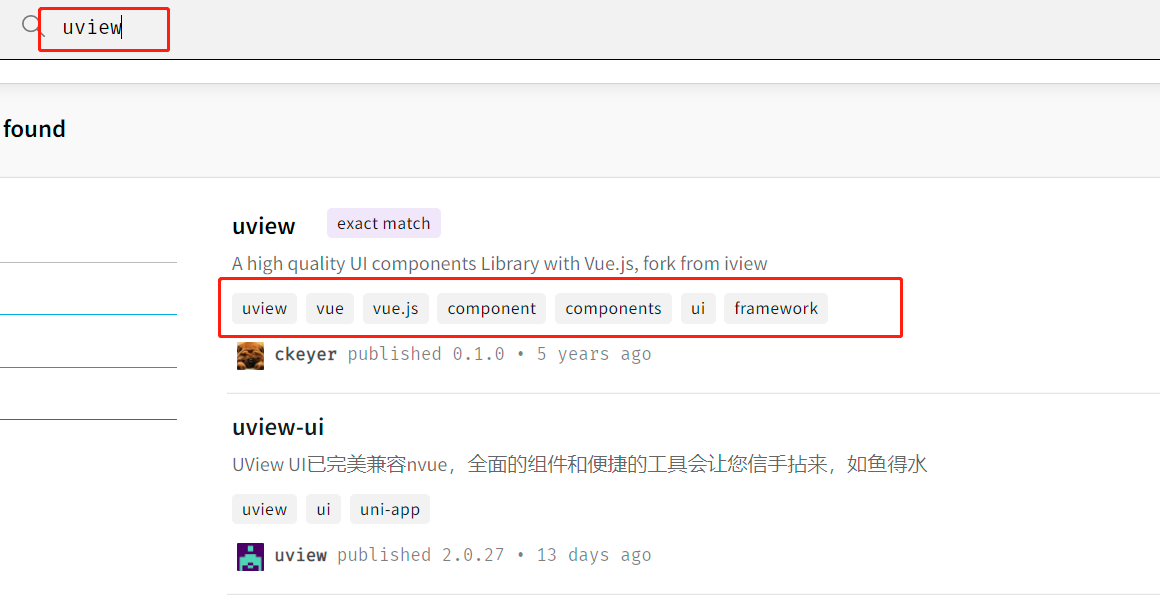 uview
found
uview exact match
A high quality UI components Library with Vue.js, fork from iview
uview vue vue.js component components ui framework
ckeyer published 0.1.0 • 5 years ago
uview-ui
UView UI已完美兼容nvue，全面的组件和便捷的工具会让您信手拈来，如鱼得水
uview ui uni-app
uview published 2.0.27 • 13 days ago